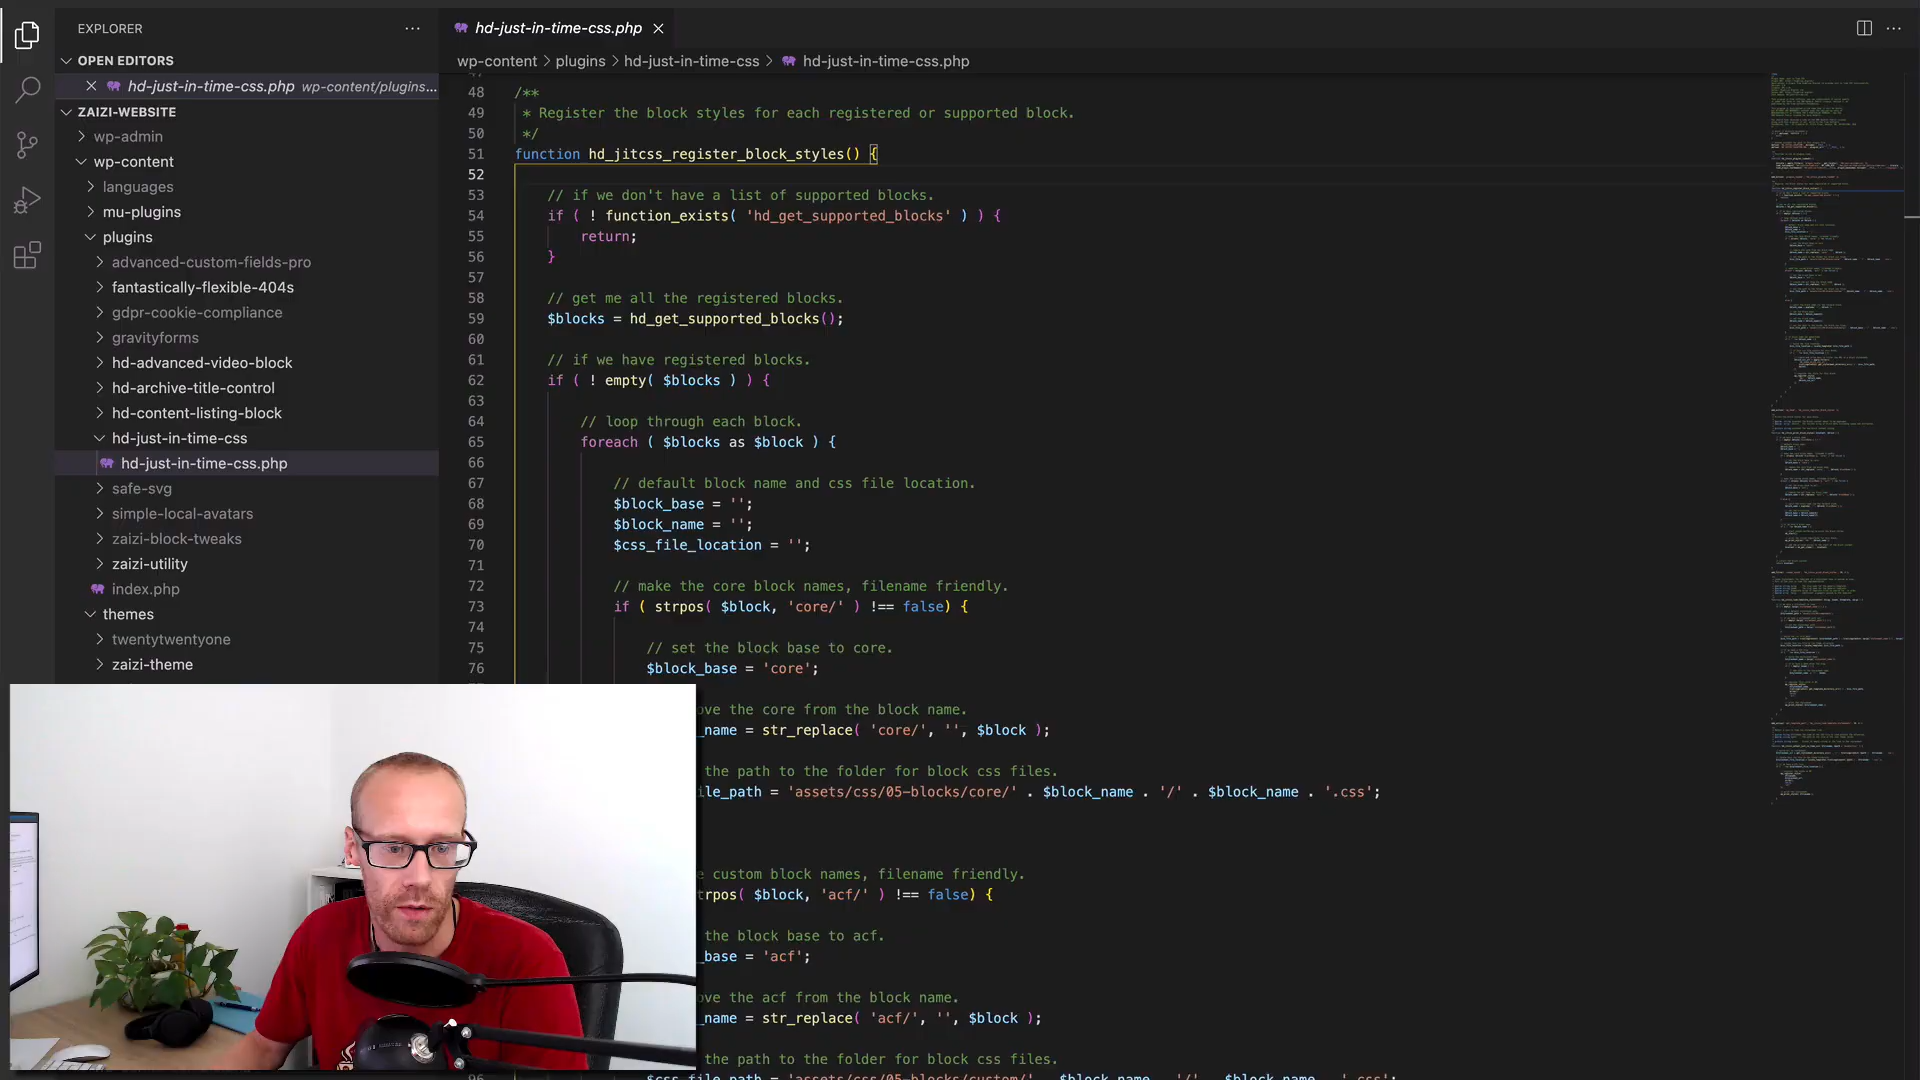 EXPLORER
hd-just-in-time-css.php
OPEN EDITORS
hd-just-in-time-css.php wp-content/plugins...
wp-content > plugins > hd-just-in-time-css > hd-just-in-time-css.php
ZAIZI-WEBSITE
wp-admin
wp-content
languages
mu-plugins
plugins
advanced-custom-fields-pro
fantastically-flexible-404s
gdpr-cookie-compliance
gravityforms
hd-advanced-video-block
hd-archive-title-control
hd-content-listing-block
hd-just-in-time-css
hd-just-in-time-css.php
safe-svg
simple-local-avatars
zaizi-block-tweaks
zaizi-utility
index.php
themes
twentytwentyone
zaizi-theme
48 /**
49 * Register the block styles for each registered or supported block.
50 */
51 function hd_jitcss_register_block_styles() {
52
53 // if we don't have a list of supported blocks.
54 if ( ! function_exists( 'hd_get_supported_blocks' ) ) {
55 return;
56 }
57
58 // get me all the registered blocks.
59 $blocks = hd_get_supported_blocks();
60
61 // if we have registered blocks.
62 if ( ! empty( $blocks ) ) {
63
64 // loop through each block.
65 foreach ( $blocks as $block ) {
66
67 // default block name and css file location.
68 $block_base = '';
69 $block_name = '';
70 $css_file_location = '';
71
72 // make the core block names, filename friendly.
73 if ( strpos( $block, 'core/' ) !== false) {
74
75 // set the block base to core.
76 $block_base = 'core';
ove the core from the block name.
_name = str_replace( 'core/', '', $block );
the path to the folder for block css files.
ile_path = 'assets/css/05-blocks/core/' . $block_name . '/' . $block_name . '.css';
custom block names, filename friendly.
trpos( $block, 'acf/' ) !== false) {
the block base to acf.
_base = 'acf';
ove the acf from the block name.
_name = str_replace( 'acf/', '', $block );
the path to the folder for block css files.
96 $css_file_path = 'assets/css/05-blocks/custom/' . $block_name . '/' . $block_name . '.css';